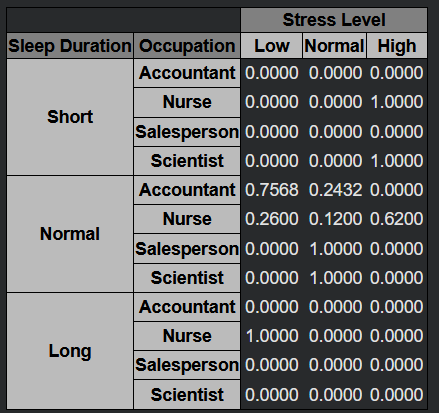 Stress Level
Sleep Duration Occupation Low Normal High
Short Accountant 0.0000 0.0000 0.0000
Nurse 0.0000 0.0000 1.0000
Salesperson 0.0000 0.0000 0.0000
Scientist 0.0000 0.0000 1.0000
Normal Accountant 0.7568 0.2432 0.0000
Nurse 0.2600 0.1200 0.6200
Salesperson 0.0000 1.0000 0.0000
Scientist 0.0000 1.0000 0.0000
Long Accountant 0.0000 0.0000 0.0000
Nurse 1.0000 0.0000 0.0000
Salesperson 0.0000 0.0000 0.0000
Scientist 0.0000 0.0000 0.0000